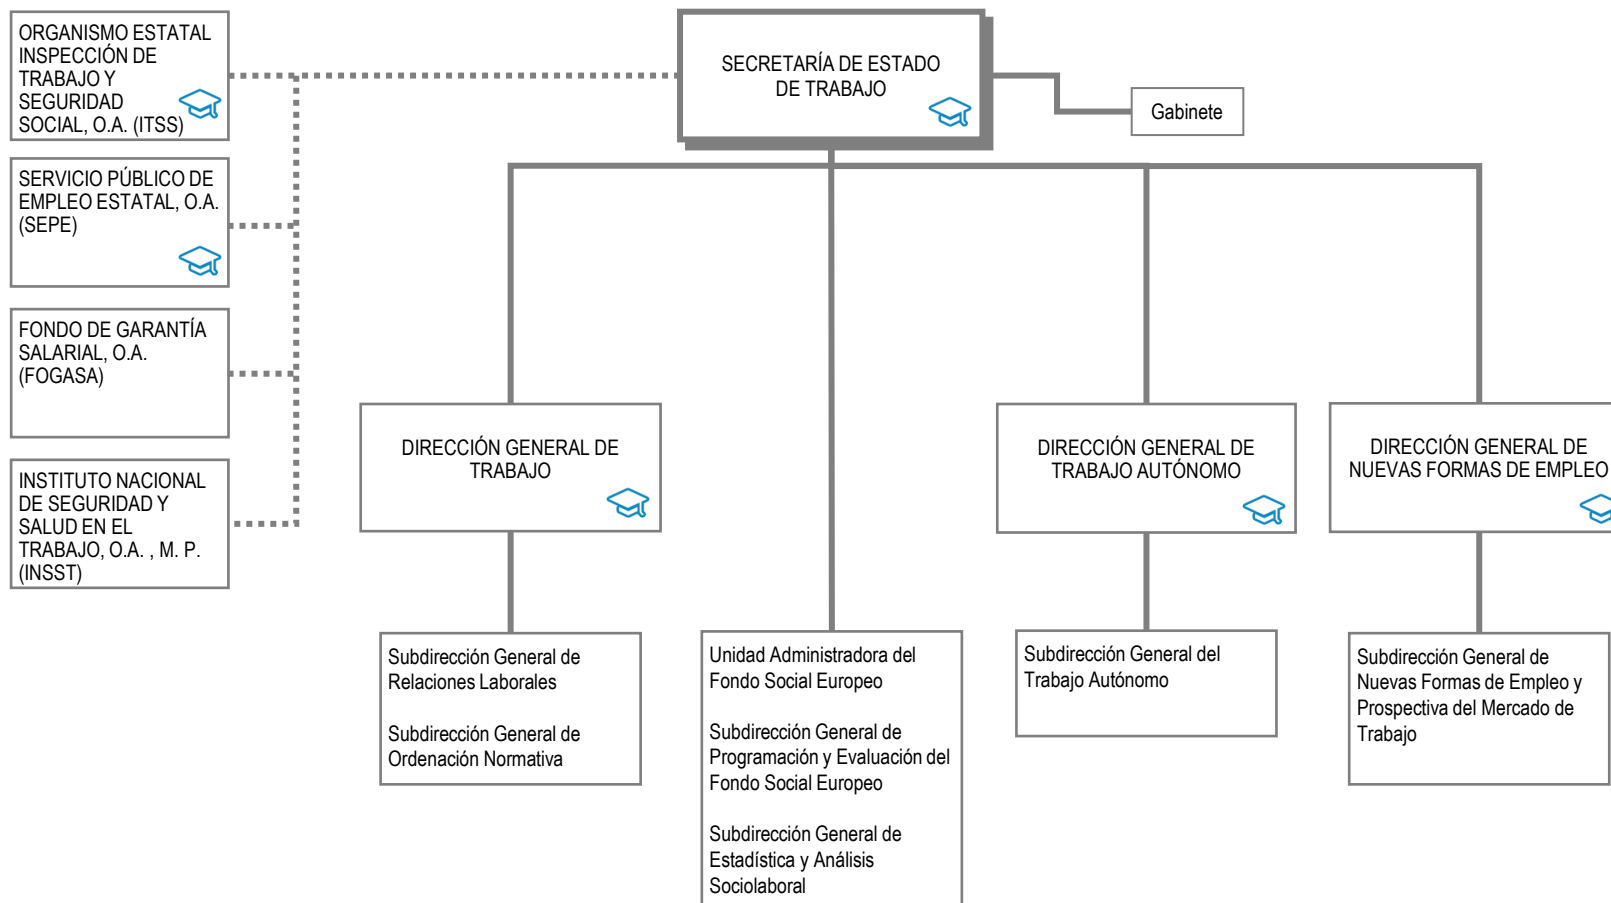 ORGANISMO ESTATAL
INSPECCIÓN DE
TRABAJO Y
SEGURIDAD
SOCIAL, O.A. (ITSS)
SERVICIO PÚBLICO DE
EMPLEO ESTATAL, O.A.
(SEPE)
FONDO DE GARANTÍA
SALARIAL, O.A.
(FOGASA)
INSTITUTO NACIONAL
DE SEGURIDAD Y
SALUD EN EL
TRABAJO, O.A. , M. P.
(INSST)
SECRETARÍA DE ESTADO
DE TRABAJO
Gabinete
DIRECCIÓN GENERAL DE
TRABAJO
DIRECCIÓN GENERAL DE
TRABAJO AUTÓNOMO
DIRECCIÓN GENERAL DE
NUEVAS FORMAS DE EMPLEO
Subdirección General de
Relaciones Laborales
Subdirección General de
Ordenación Normativa
Unidad Administradora del
Fondo Social Europeo
Subdirección General de
Programación y Evaluación del
Fondo Social Europeo
Subdirección General de
Estadística y Análisis
Sociolaboral
Subdirección General del
Trabajo Autónomo
Subdirección General de
Nuevas Formas de Empleo y
Prospectiva del Mercado de
Trabajo